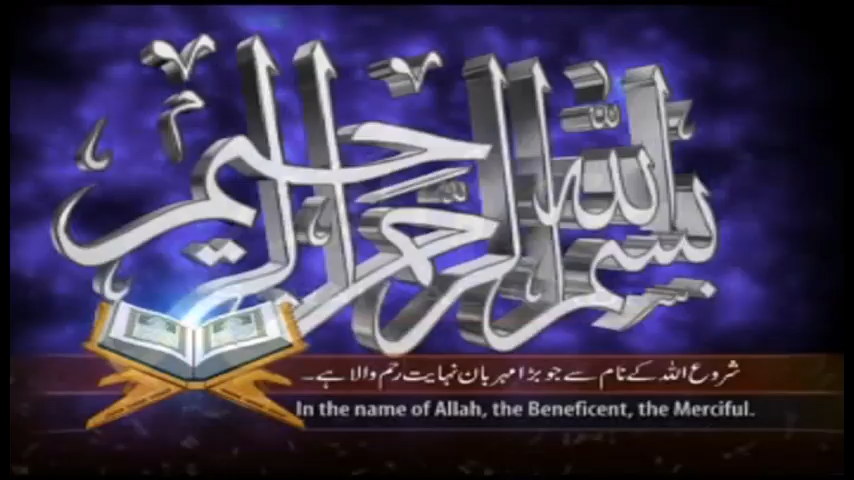 بسم الله الرحمن الرحيم
شروع اللہ کے نام سے جو بڑا مہربان نہایت رحم والا ہے۔
In the name of Allah, the Beneficent, the Merciful.